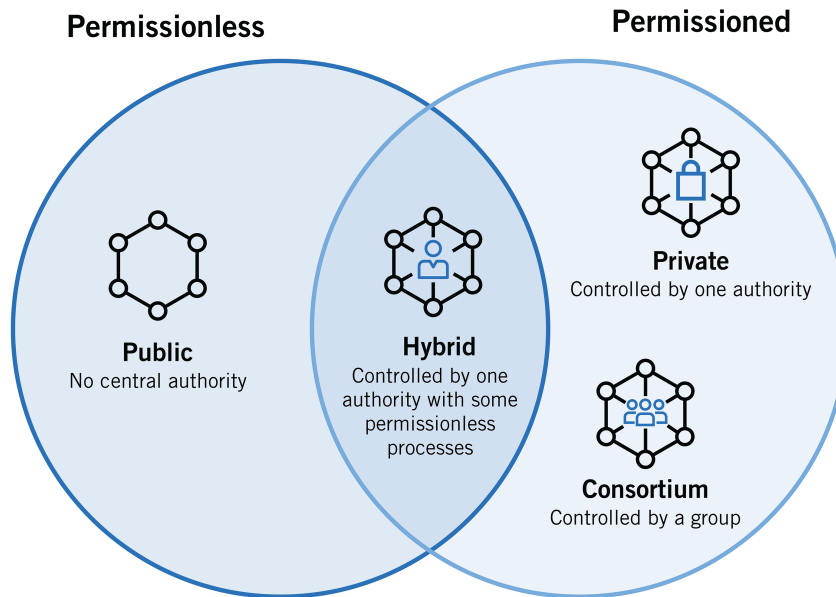 Permissionless
Permissioned
Public
No central authority
Hybrid
Controlled by one
authority with some
permissionless
processes
Private
Controlled by one authority
Consortium
Controlled by a group